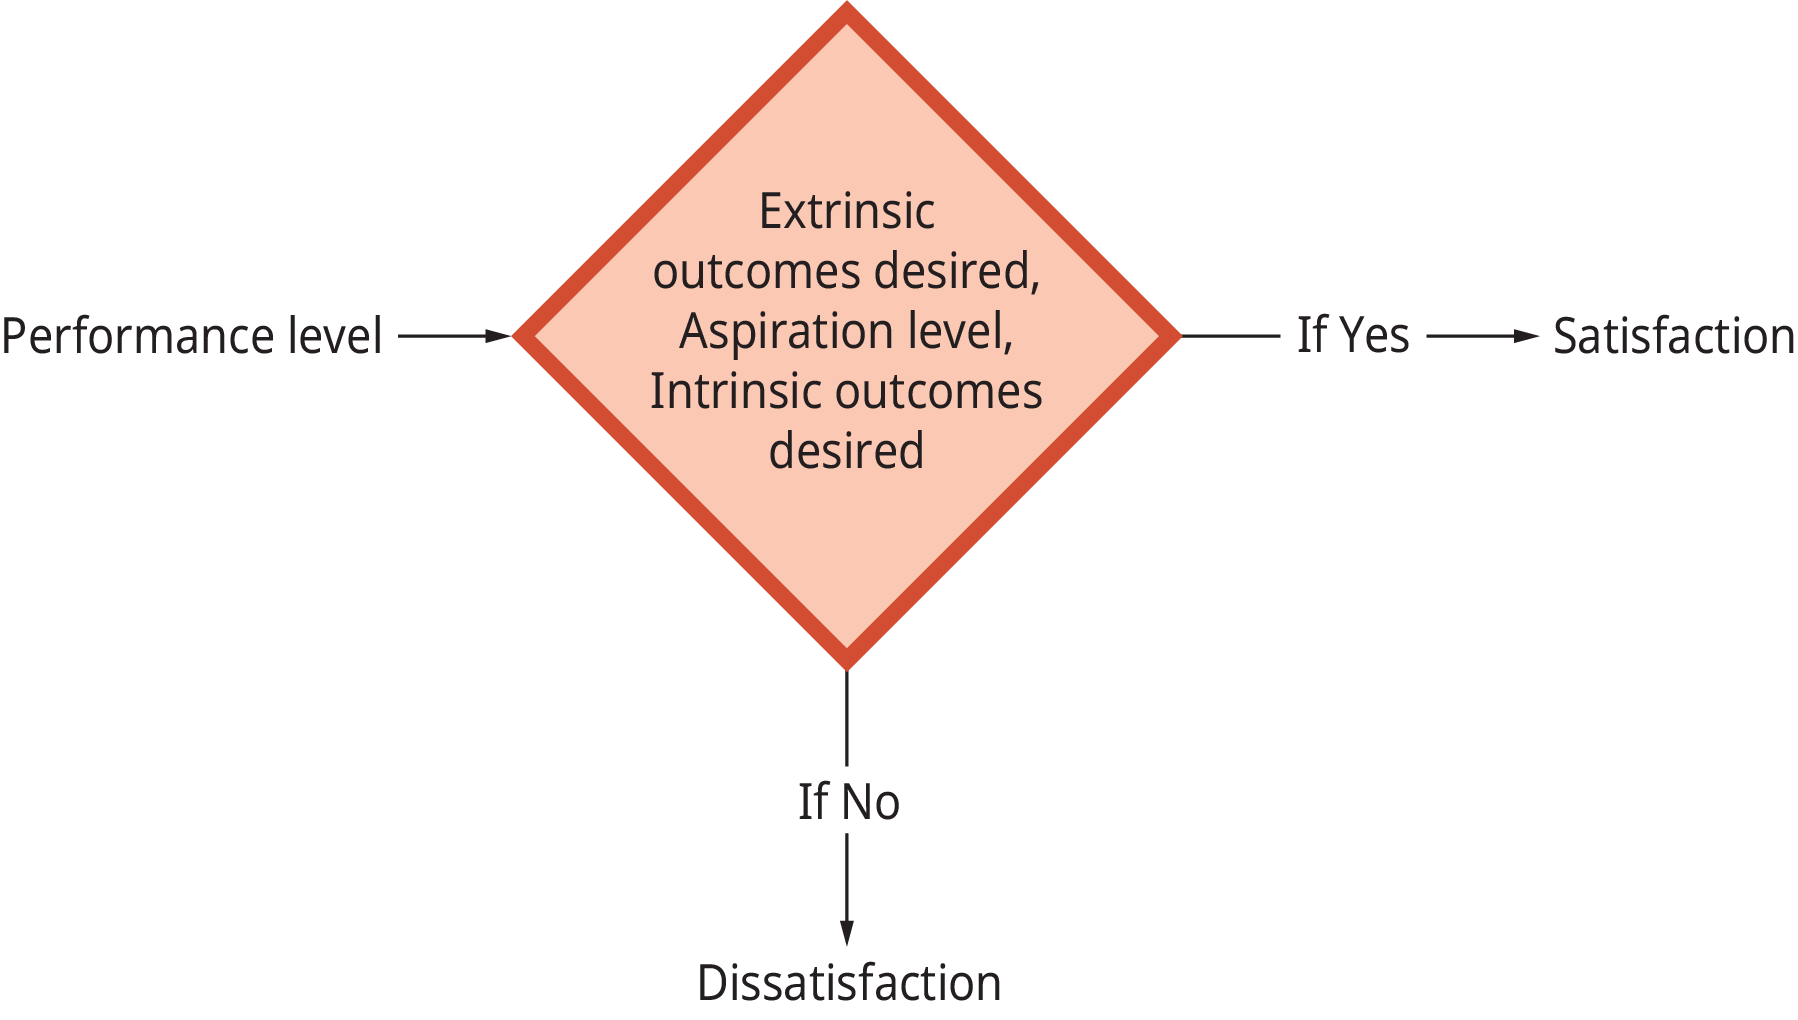 Extrinsic
outcomes desired,
Aspiration level,
Intrinsic outcomes
desired
Performance level
If Yes
Satisfaction
If No
Dissatisfaction